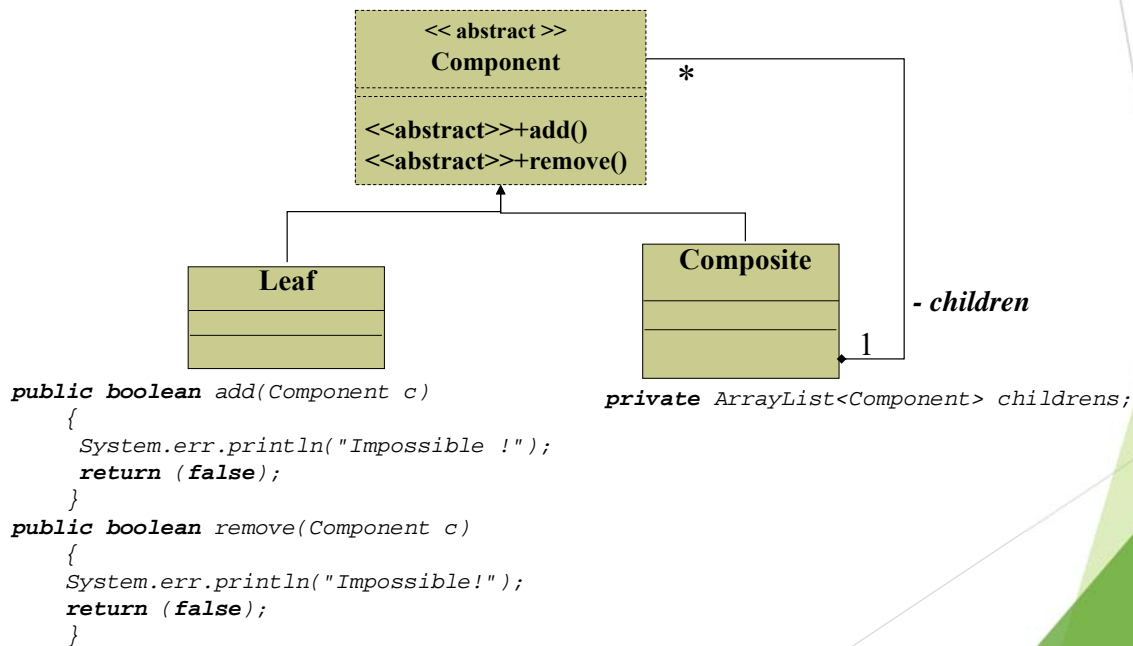 << abstract >>
Component
*
<<abstract>>+add()
<<abstract>>+remove()
Leaf
Composite
- children
1
public boolean add(Component c)
{
System.err.println("Impossible !");
return (false);
}
public boolean remove(Component c)
{
System.err.println("Impossible!");
return (false);
}
private ArrayList<Component> childrens;